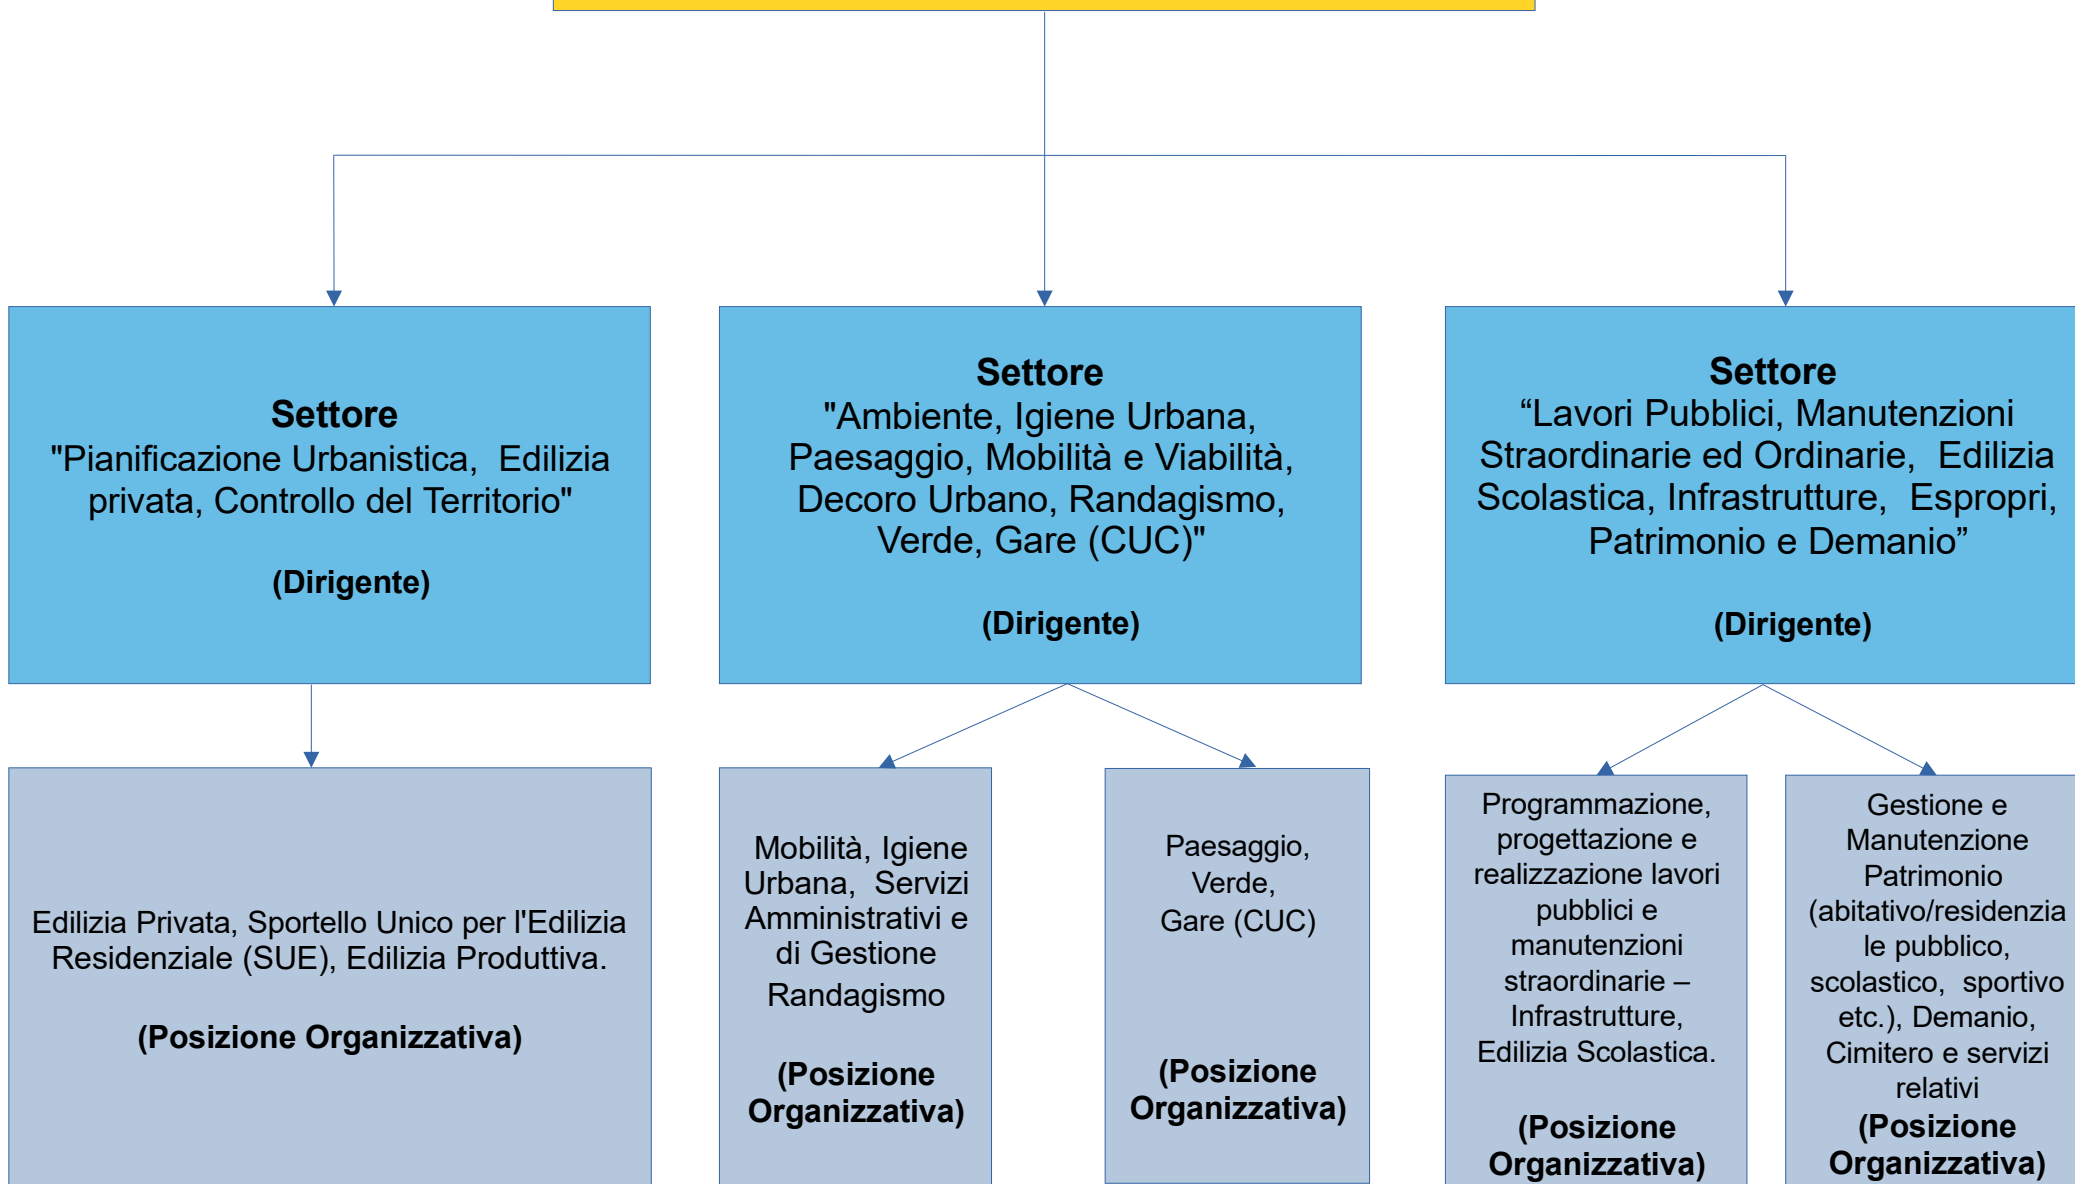 Settore
"Pianificazione Urbanistica,  Edilizia
privata, Controllo del Territorio"
(Dirigente)
Settore
"Ambiente, Igiene Urbana,
Paesaggio, Mobilità e Viabilità,
Decoro Urbano, Randagismo,
Verde, Gare (CUC)"
(Dirigente)
Settore
“Lavori Pubblici, Manutenzioni
Straordinarie ed Ordinarie,  Edilizia
Scolastica, Infrastrutture,  Espropri,
Patrimonio e Demanio”
(Dirigente)
Edilizia Privata, Sportello Unico per l'Edilizia
Residenziale (SUE), Edilizia Produttiva.
(Posizione Organizzativa)
Mobilità, Igiene
Urbana,  Servizi
Amministrativi e
di Gestione
Randagismo
(Posizione
Organizzativa)
Paesaggio,
Verde,
Gare (CUC)
(Posizione
Organizzativa)
Programmazione,
progettazione e
realizzazione lavori
pubblici e
manutenzioni
straordinarie –
Infrastrutture,
Edilizia Scolastica.
(Posizione
Organizzativa)
Gestione e
Manutenzione
Patrimonio
(abitativo/residenzia
le pubblico,
scolastico,  sportivo
etc.), Demanio,
Cimitero e servizi
relativi
(Posizione
Organizzativa)